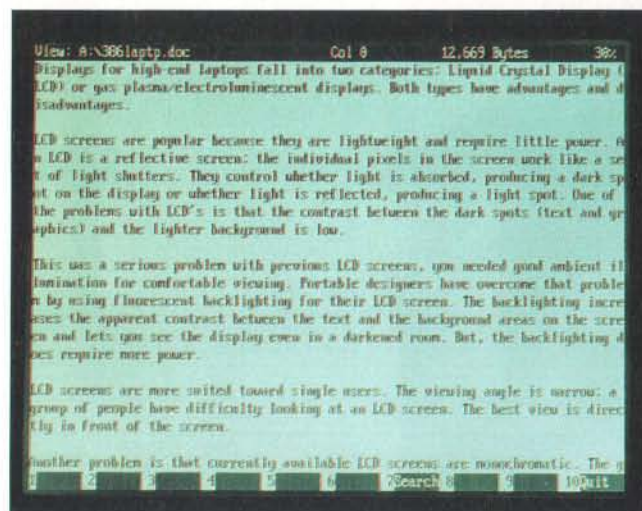 View: A:\386laptp.doc Col 0 12,669 Bytes 30%
Displays for high-end laptops fall into two categories: Liquid Crystal Display (
LCD) or gas plasma/electroluminescent displays. Both types have advantages and d
isadvantages.
LCD screens are popular because they are lightweight and require little power. A
n LCD is a reflective screen: the individual pixels in the screen work like a se
t of light shutters. They control whether light is absorbed, producing a dark sp
ot on the display or whether light is reflected, producing a light spot. One of
the problems with LCD's is that the contrast between the dark spots (text and gr
aphics) and the lighter background is low.
This was a serious problem with previous LCD screens, you needed good ambient il
lumination for comfortable viewing. Portable designers have overcome that proble
m by using fluorescent backlighting for their LCD screen. The backlighting incre
ases the apparent contrast between the text and the background areas on the scre
en and lets you see the display even in a darkened room. But, the backlighting d
oes require more power.
LCD screens are more suited toward single users. The viewing angle is narrow: a
group of people have difficulty looking at an LCD screen. The best view is direc
tly in front of the screen.
Another problem is that currently available LCD screens are monochromatic. The g
1 2 3 4 5 6 7Search 8 9 10Quit